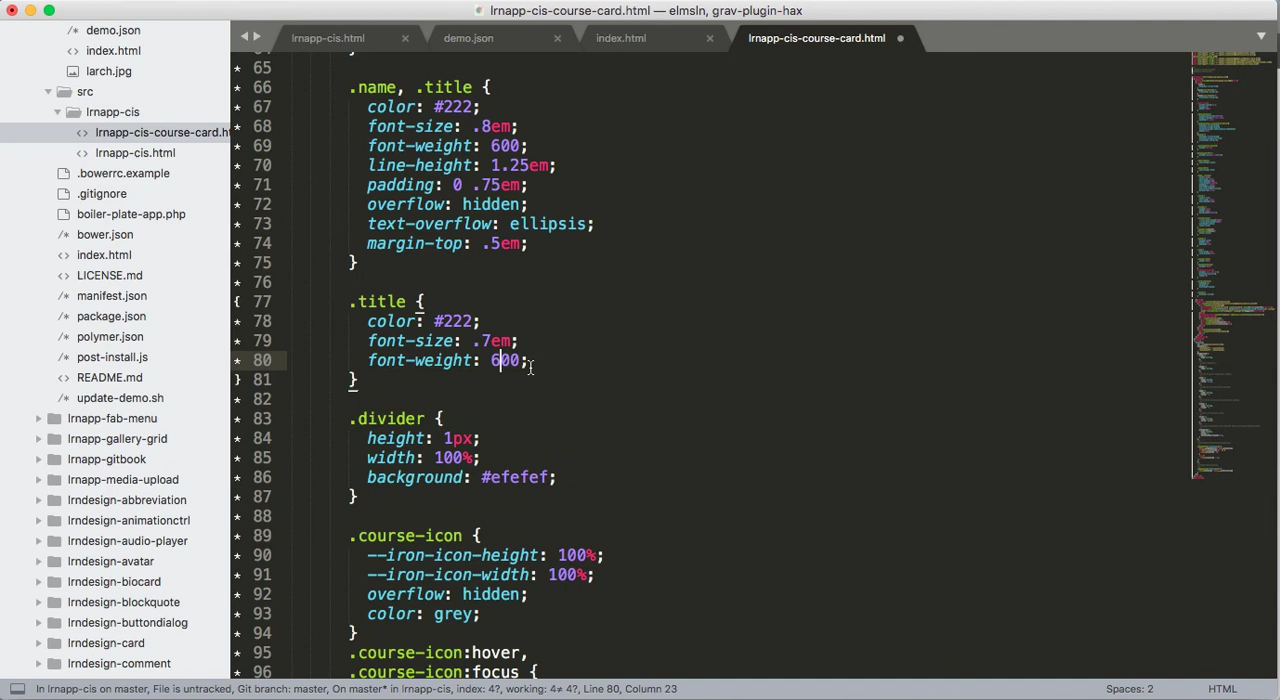 lrnapp-cis-course-card.html — elmsln, grav-plugin-hax
demo.json
index.html
larch.jpg
src
lrnapp-cis
lrnapp-cis-course-card.h
lrnapp-cis.html
.bowerrc.example
.gitignore
boiler-plate-app.php
bower.json
index.html
LICENSE.md
manifest.json
package.json
polymer.json
post-install.js
README.md
update-demo.sh
lrnapp-fab-menu
lrnapp-gallery-grid
lrnapp-gitbook
lrnapp-media-upload
lrndesign-abbreviation
lrndesign-animationctrl
lrndesign-audio-player
lrndesign-avatar
lrndesign-biocard
lrndesign-blockquote
lrndesign-buttondialog
lrndesign-card
lrndesign-comment
lrnapp-cis.html × demo.json × index.html × lrnapp-cis-course-card.html
* 65
* 66 .name, .title {
* 67 color: #222;
* 68 font-size: .8em;
* 69 font-weight: 600;
* 70 line-height: 1.25em;
* 71 padding: 0 .75em;
* 72 overflow: hidden;
* 73 text-overflow: ellipsis;
* 74 margin-top: .5em;
* 75 }
* 76
{ 77 .title {
* 78 color: #222;
* 79 font-size: .7em;
* 80 font-weight: 600;
} 81 }
* 82
* 83 .divider {
* 84 height: 1px;
* 85 width: 100%;
* 86 background: #efefef;
* 87 }
* 88
* 89 .course-icon {
* 90 --iron-icon-height: 100%;
* 91 --iron-icon-width: 100%;
* 92 overflow: hidden;
* 93 color: grey;
* 94 }
* 95 .course-icon:hover,
* 96 .course-icon:focus {
In lrnapp-cis on master, File is untracked, Git branch: master, On master* in lrnapp-cis, index: 4?, working: 4≠ 4?, Line 80, Column 23 Spaces: 2 HTML